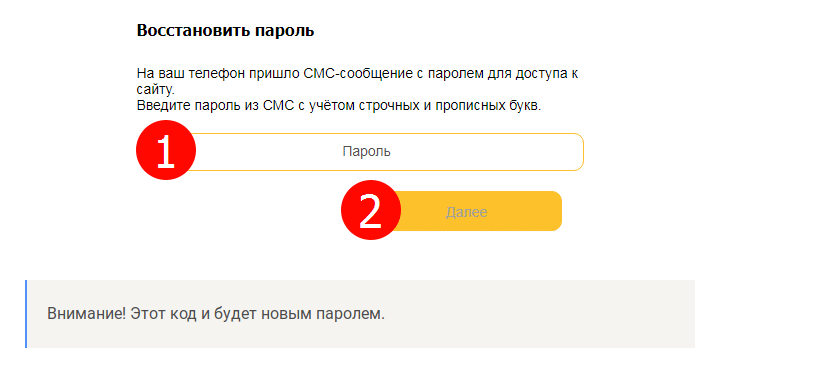 Восстановить пароль
На ваш телефон пришло СМС-сообщение с паролем для доступа к
сайту.
Введите пароль из СМС с учётом строчных и прописных букв.
1
Пароль
2
Далее
Внимание! Этот код и будет новым паролем.